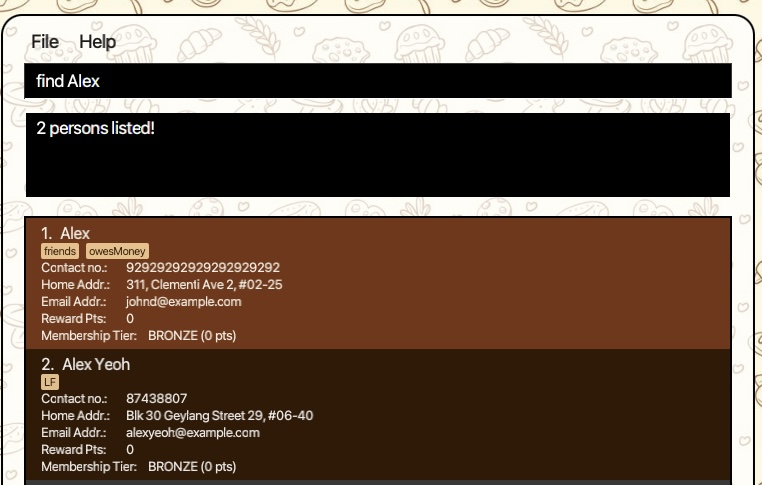 File Help
find Alex
2 persons listed!
1. Alex
friends owesMoney
Contact no.: 92929292929292929292
Home Addr.: 311, Clementi Ave 2, #02-25
Email Addr.: johnd@example.com
Reward Pts: 0
Membership Tier: BRONZE (0 pts)
2. Alex Yeoh
LF
Contact no.: 87438807
Home Addr.: Blk 30 Geylang Street 29, #06-40
Email Addr.: alexyeoh@example.com
Reward Pts: 0
Membership Tier: BRONZE (0 pts)